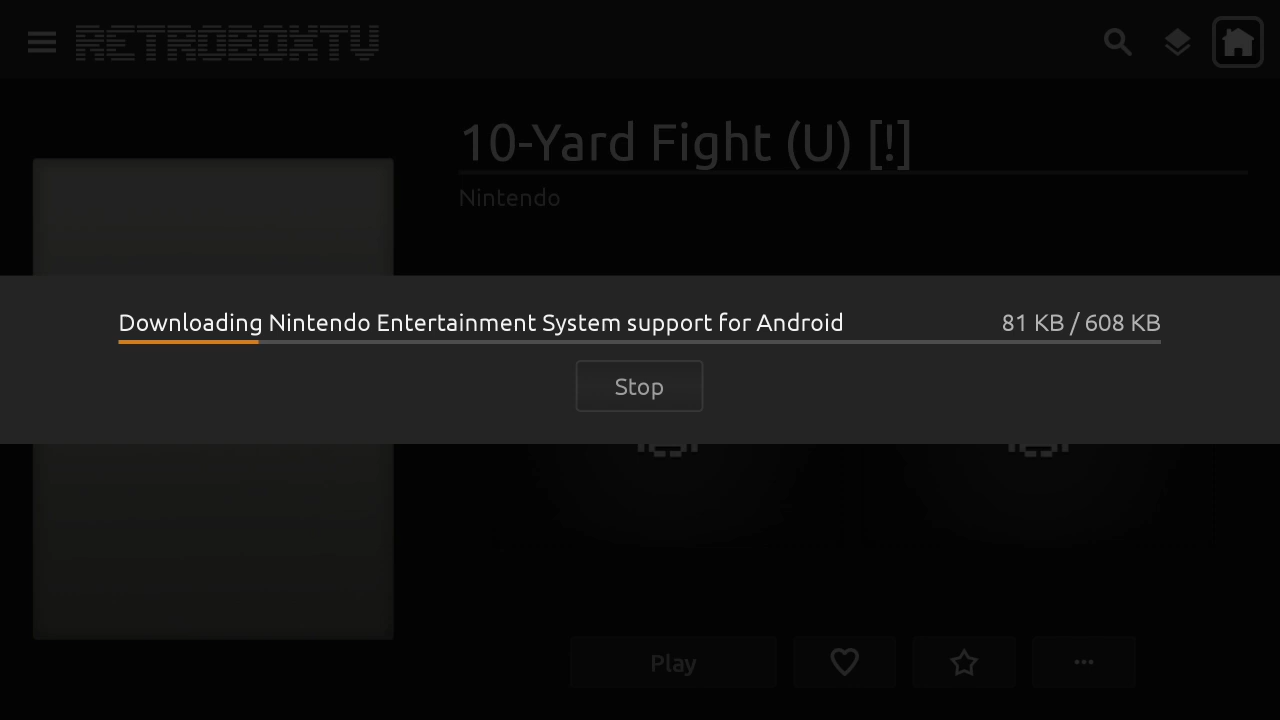 RETROBOXTV
10-Yard Fight (U) [!]
Nintendo
Downloading Nintendo Entertainment System support for Android 81 KB / 608 KB
Stop
Play